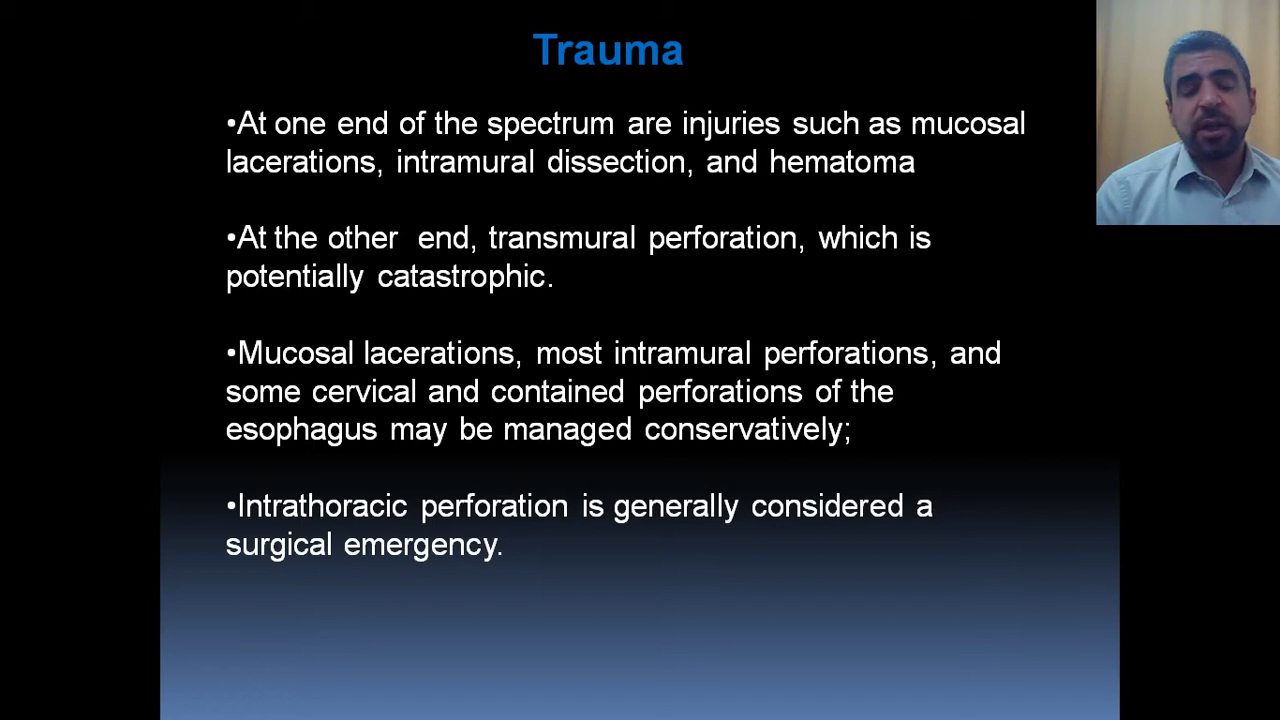 Trauma
•At one end of the spectrum are injuries such as mucosal
lacerations, intramural dissection, and hematoma
•At the other end, transmural perforation, which is
potentially catastrophic.
•Mucosal lacerations, most intramural perforations, and
some cervical and contained perforations of the
esophagus may be managed conservatively;
•Intrathoracic perforation is generally considered a
surgical emergency.